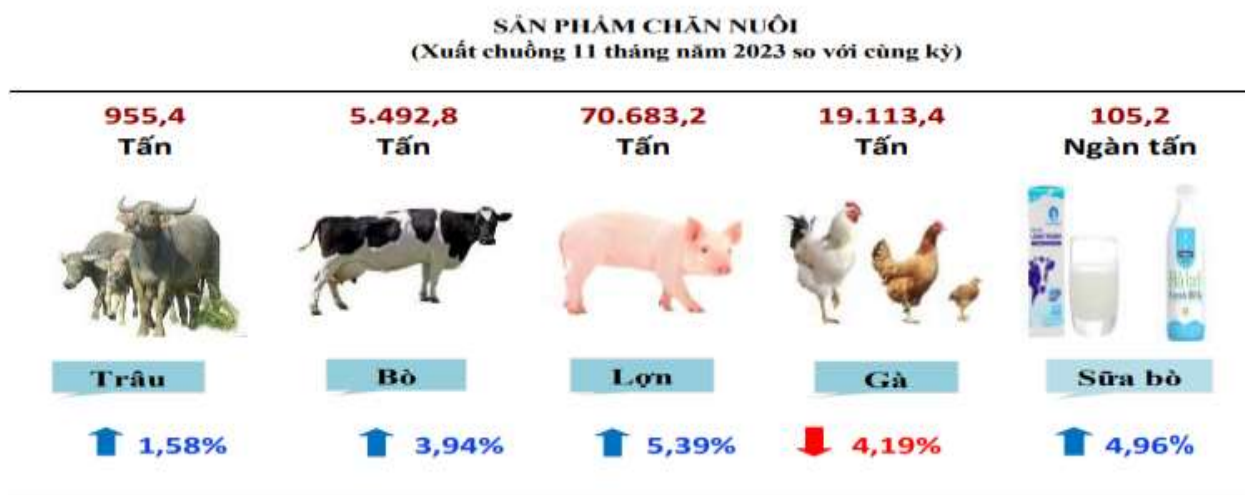 SẢN PHẨM CHĂN NUÔI
(Xuất chuồng 11 tháng năm 2023 so với cùng kỳ)
955,4 5.492,8 70.683,2 19.113,4 105,2
Tấn Tấn Tấn Tấn Ngàn tấn
Trâu Bò Lợn Gà Sữa bò
1,58% 3,94% 5,39% 4,19% 4,96%